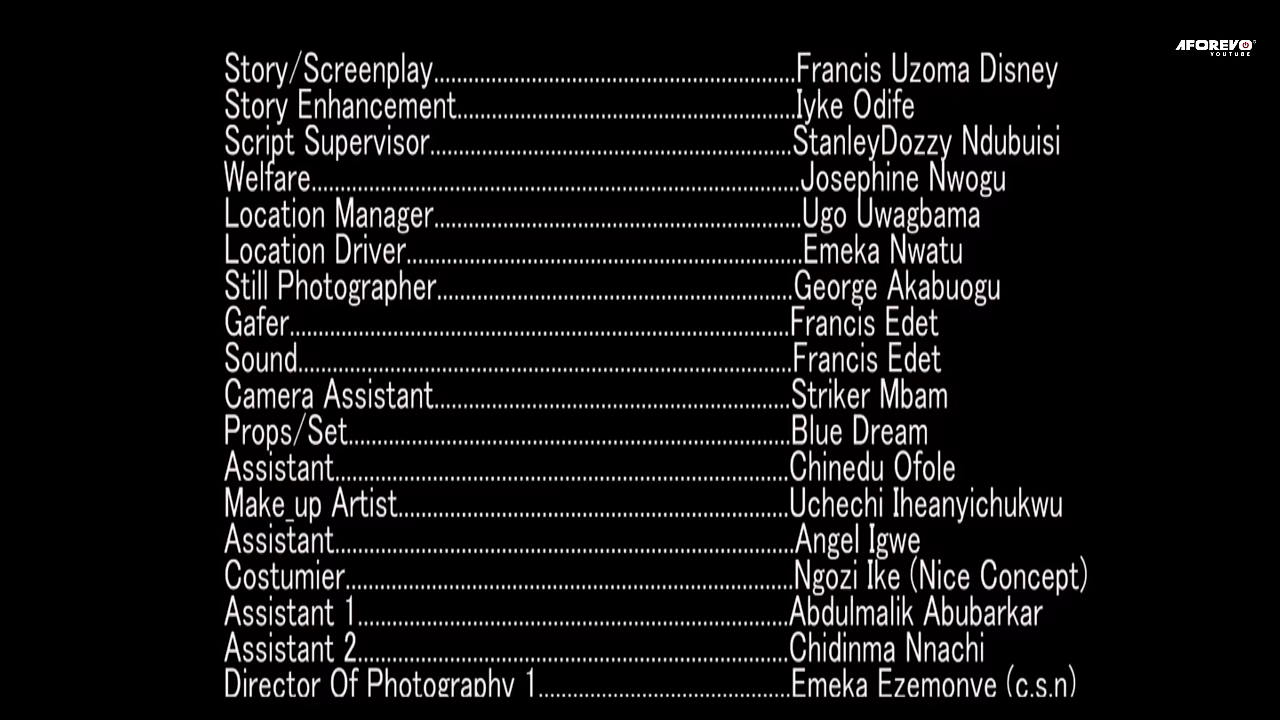 AFOREVO
YOUTUBE
Story/Screenplay..........................................................Francis Uzoma Disney
Story Enhancement......................................................Iyke Odife
Script Supervisor..........................................................StanleyDozzy Ndubuisi
Welfare..............................................................................Josephine Nwogu
Location Manager...........................................................Ugo Uwagbama
Location Driver...............................................................Emeka Nwatu
Still Photographer.........................................................George Akabuogu
Gafer................................................................................Francis Edet
Sound...............................................................................Francis Edet
Camera Assistant.........................................................Striker Mbam
Props/Set.......................................................................Blue Dream
Assistant.........................................................................Chinedu Ofole
Make_up Artist...............................................................Uchechi Iheanyichukwu
Assistant..........................................................................Angel Igwe
Costumier........................................................................Ngozi Ike (Nice Concept)
Assistant 1.....................................................................Abdulmalik Abubarkar
Assistant 2.....................................................................Chidinma Nnachi
Director Of Photography 1........................................Emeka Ezemonye (c.s.n)